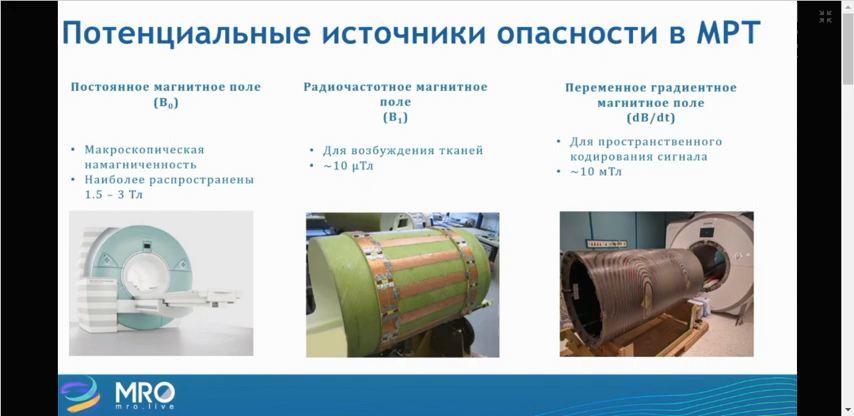 Потенциальные источники опасности в МРТ
Постоянное магнитное поле
(B₀)
• Макроскопическая
намагниченность
• Наиболее распространены
1.5 – 3 Тл
Радиочастотное магнитное
поле
(B₁)
• Для возбуждения тканей
• ~10 μТл
Переменное градиентное
магнитное поле
(dB/dt)
• Для пространственного
кодирования сигнала
• ~10 мТл
MRO
mro.live